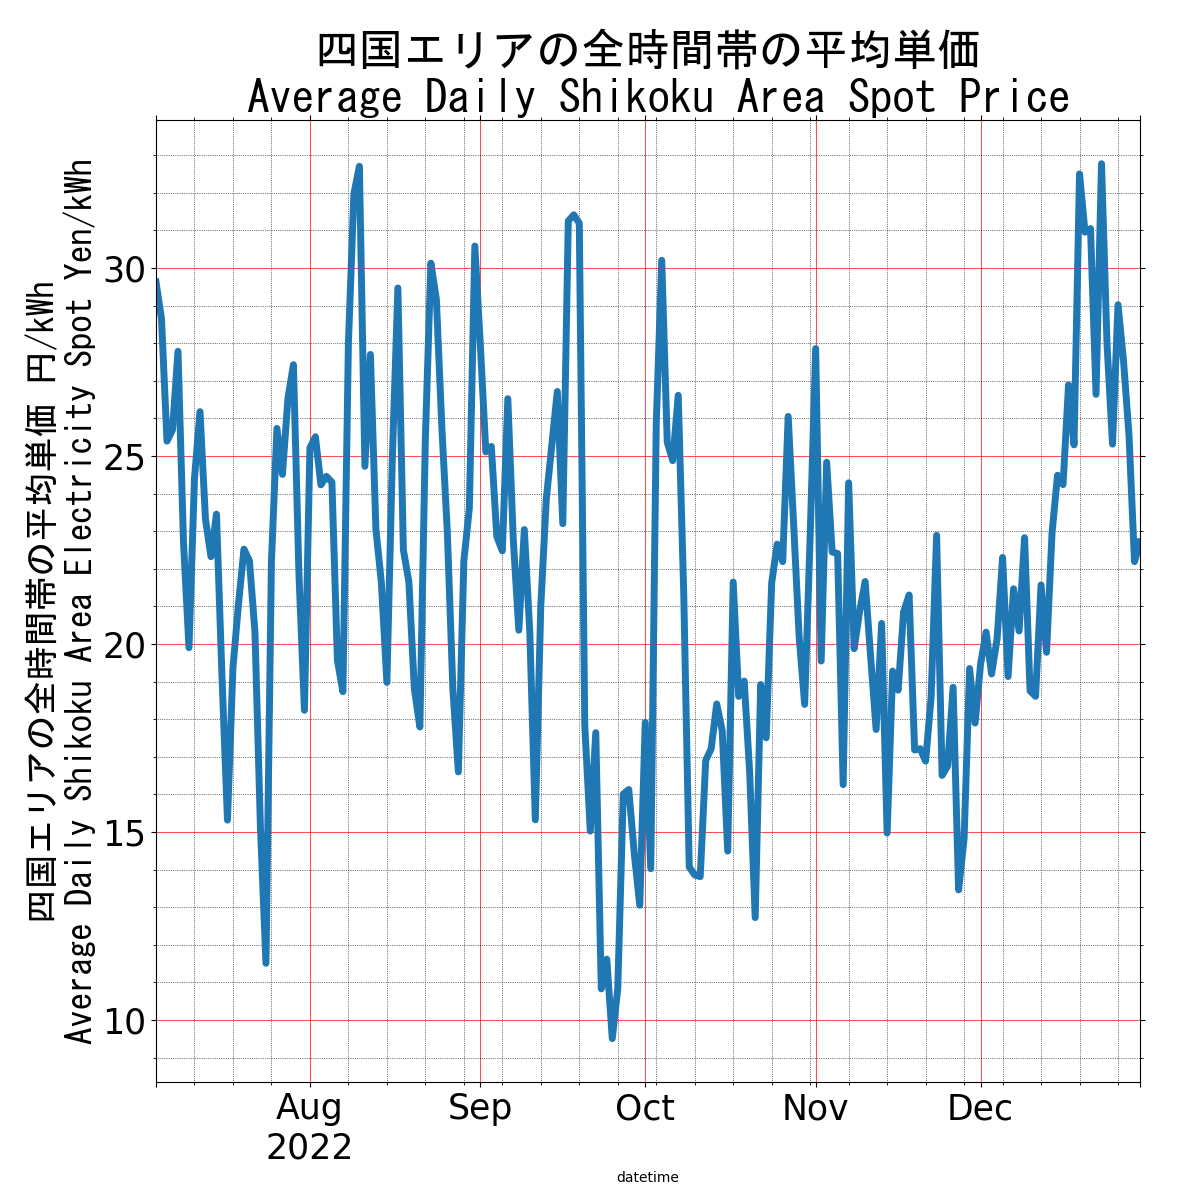 四国エリアの全時間帯の平均単価
Average Daily Shikoku Area Spot Price
四国エリアの全時間帯の平均単価 円/kWh
Average Daily Shikoku Area Electricity Spot Yen/kWh
30
25
20
15
10
Aug
2022
Sep
Oct
Nov
Dec
datetime